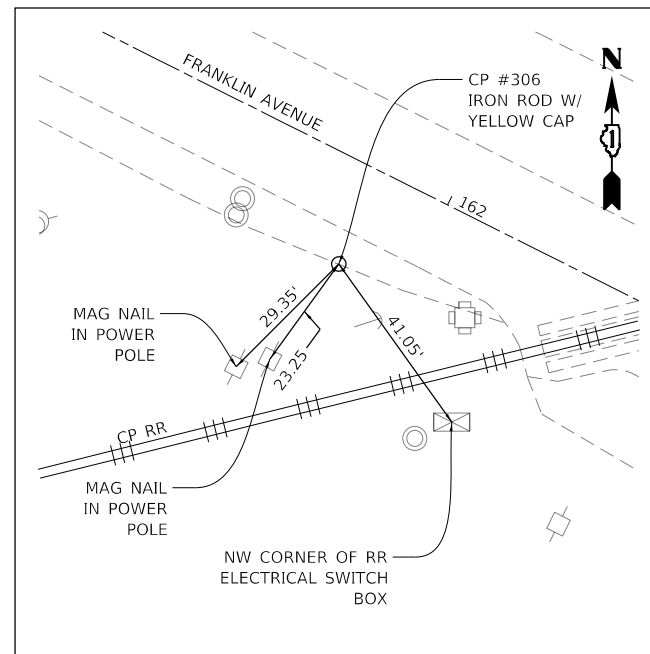 FRANKLIN AVENUE
CP #306
IRON ROD W/
YELLOW CAP
N
1
162
29.35'
23.25
41.05'
MAG NAIL
IN POWER
POLE
CP RR
MAG NAIL
IN POWER
POLE
NW CORNER OF RR
ELECTRICAL SWITCH
BOX